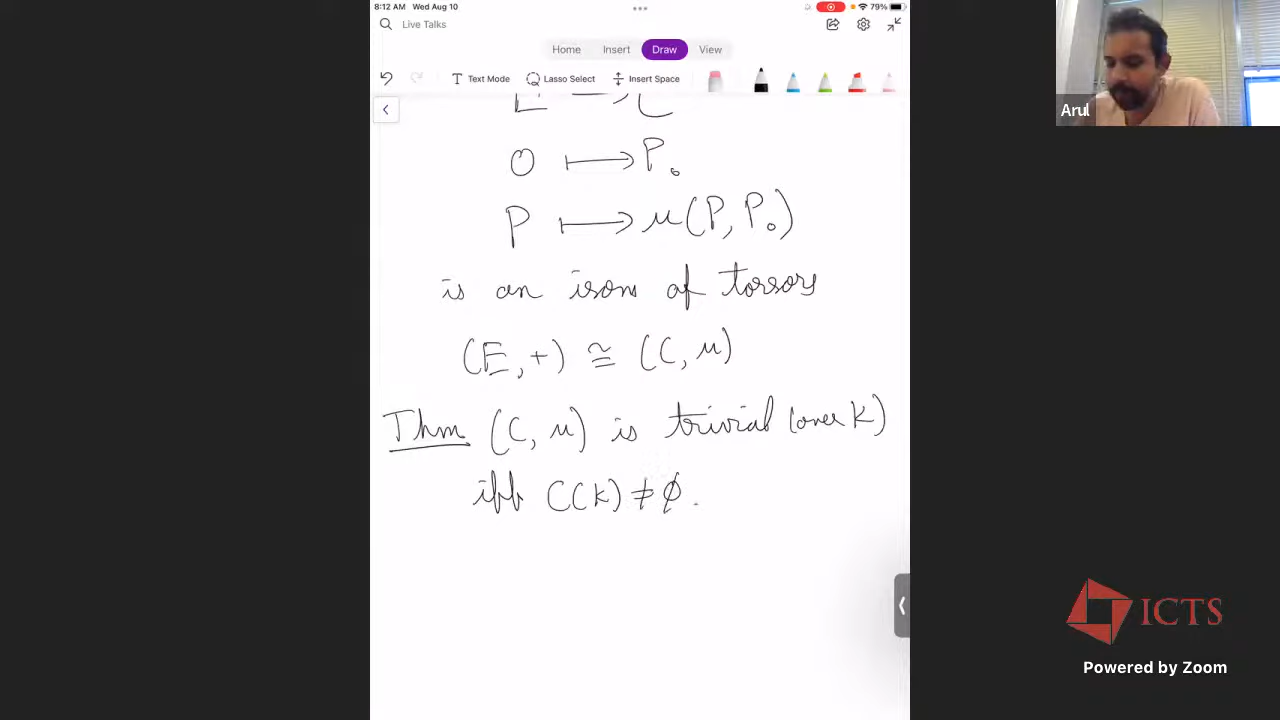 8:12 AM Wed Aug 10
79%
Live Talks
Home Insert Draw View
Text Mode Lasso Select Insert Space
Arul
E ⟶ C
O ⟼ P₀
P ⟼ μ(P, P₀)
is an isom of torsors
(E, +) ≅ (C, μ)
Thm (C, μ) is trivial (over k)
iff C(k) ≠ ∅.
ICTS
Powered by Zoom